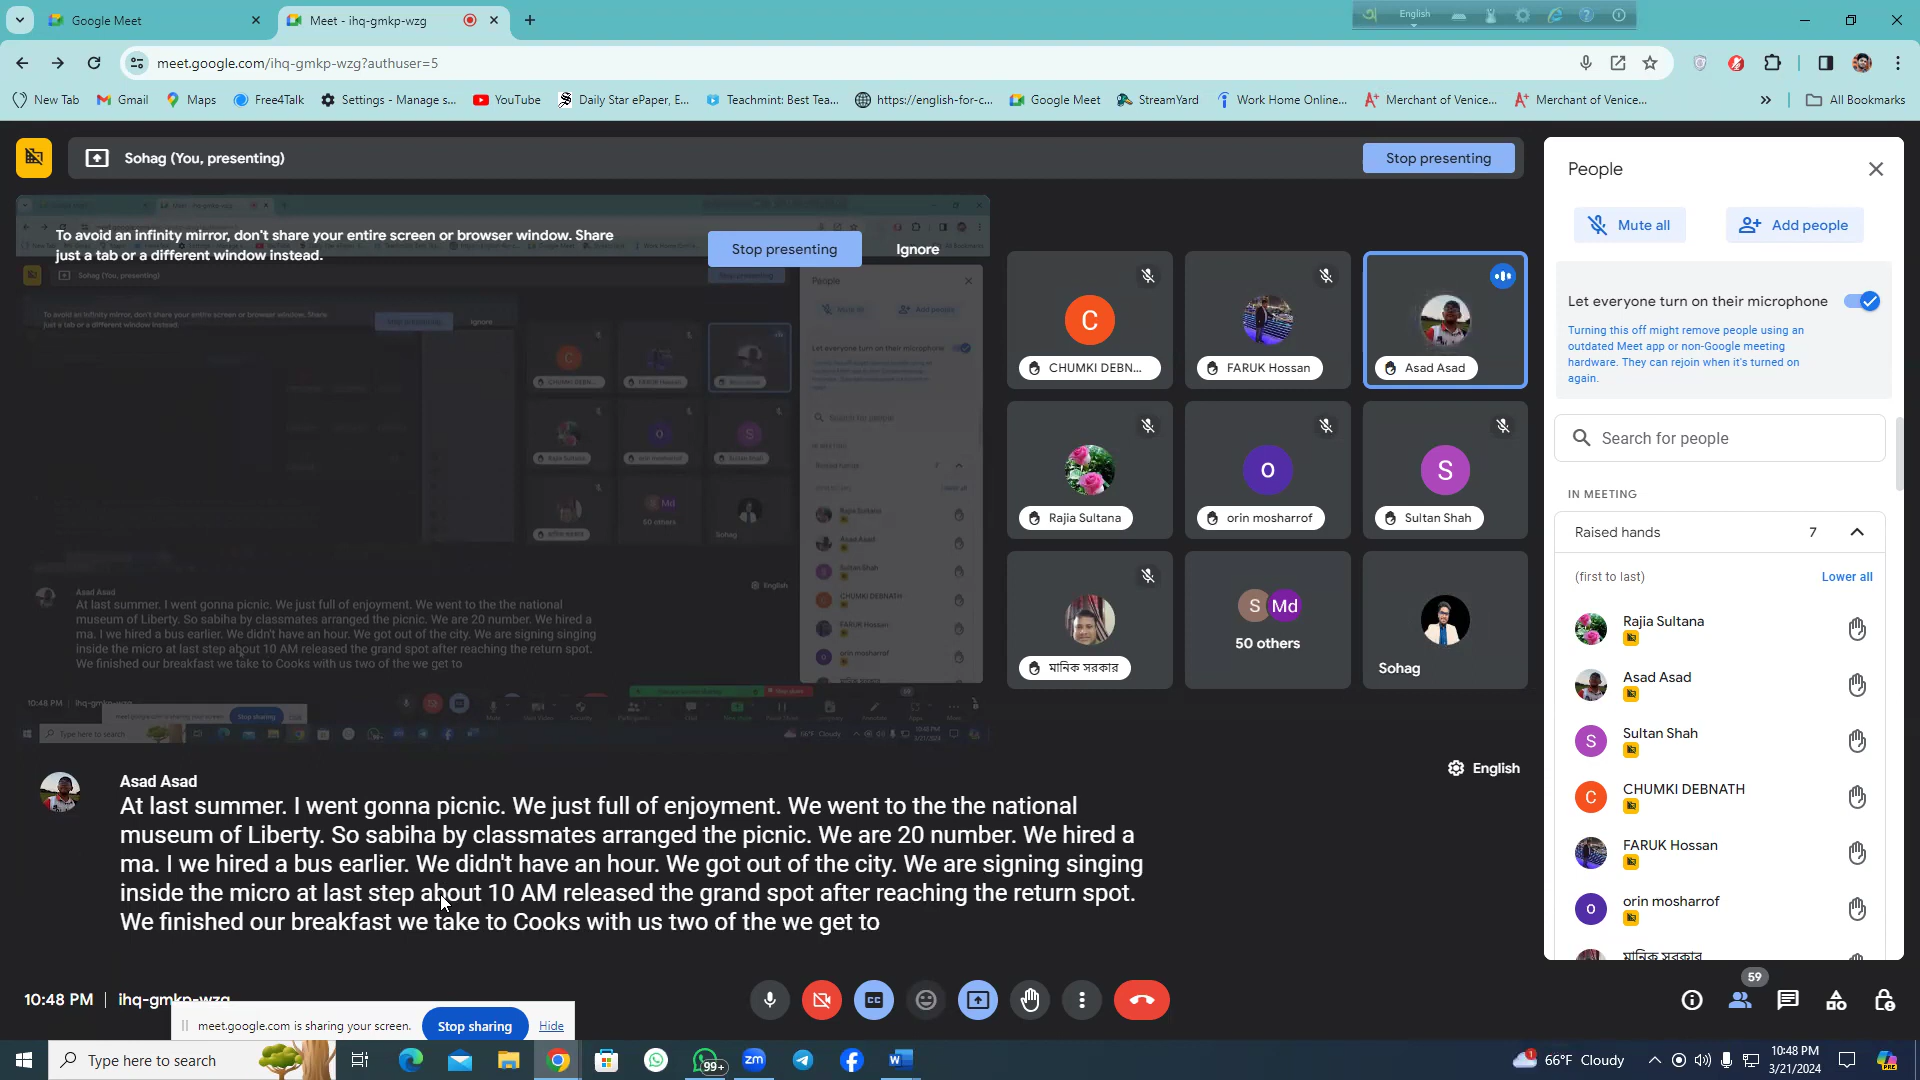 Google Meet
Meet - ihq-gmkp-wzg
English
meet.google.com/ihq-gmkp-wzg?authuser=5
New Tab
Gmail
Maps
Free4Talk
Settings - Manage s...
YouTube
Daily Star ePaper, E...
Teachmint: Best Tea...
https://english-for-c...
Google Meet
StreamYard
Work Home Online...
Merchant of Venice...
Merchant of Venice...
All Bookmarks
Sohag (You, presenting)
Stop presenting
To avoid an infinity mirror, don't share your entire screen or browser window. Share
just a tab or a different window instead.
Stop presenting
Ignore
CHUMKI DEBN...
FARUK Hossan
Asad Asad
Rajia Sultana
o
orin mosharrof
S
Sultan Shah
C
মানিক সরকার
S Md
50 others
Sohag
Asad Asad
At last summer. I went gonna picnic. We just full of enjoyment. We went to the the national
museum of Liberty. So sabiha by classmates arranged the picnic. We are 20 number. We hired a
ma. I we hired a bus earlier. We didn't have an hour. We got out of the city. We are signing singing
inside the micro at last step about 10 AM released the grand spot after reaching the return spot.
We finished our breakfast we take to Cooks with us two of the we get to
English
People
Mute all
Add people
Let everyone turn on their microphone
Turning this off might remove people using an
outdated Meet app or non-Google meeting
hardware. They can rejoin when it's turned on
again.
Search for people
IN MEETING
Raised hands 7
(first to last)
Lower all
Rajia Sultana
Asad Asad
S
Sultan Shah
C
CHUMKI DEBNATH
FARUK Hossan
o
orin mosharrof
মানিক সরকার
59
10:48 PM
ihq-gmkp-wzg
meet.google.com is sharing your screen.
Stop sharing
Hide
Type here to search
99+
zm
1
66°F Cloudy
10:48 PM
3/21/2024